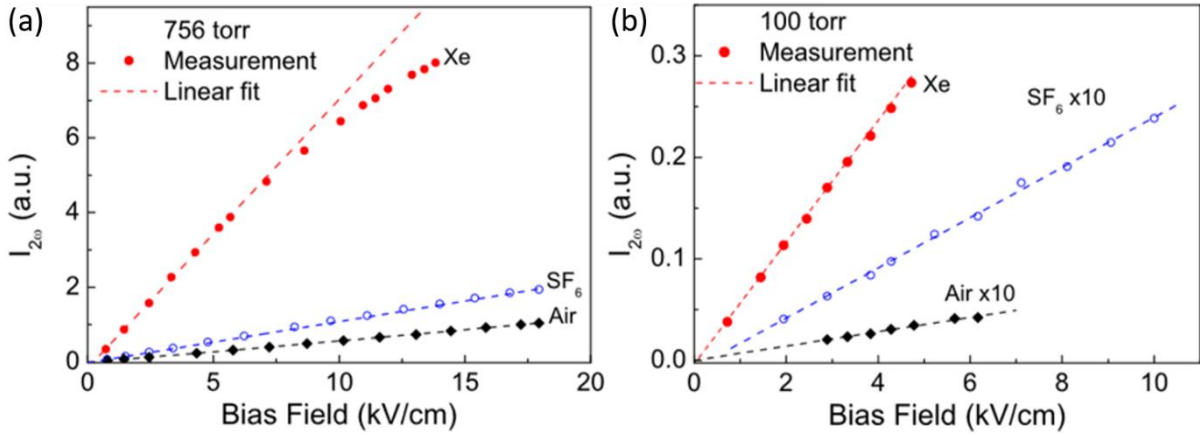 (a)
756 torr
Measurement
Linear fit
Xe
SF₆
Air
8
6
4
2
0
I₂ω (a.u.)
0 5 10 15 20
Bias Field (kV/cm)
(b)
100 torr
Measurement
Linear fit
Xe
SF₆ x10
Air x10
0.3
0.2
0.1
0.0
I₂ω (a.u.)
0 2 4 6 8 10
Bias Field (kV/cm)